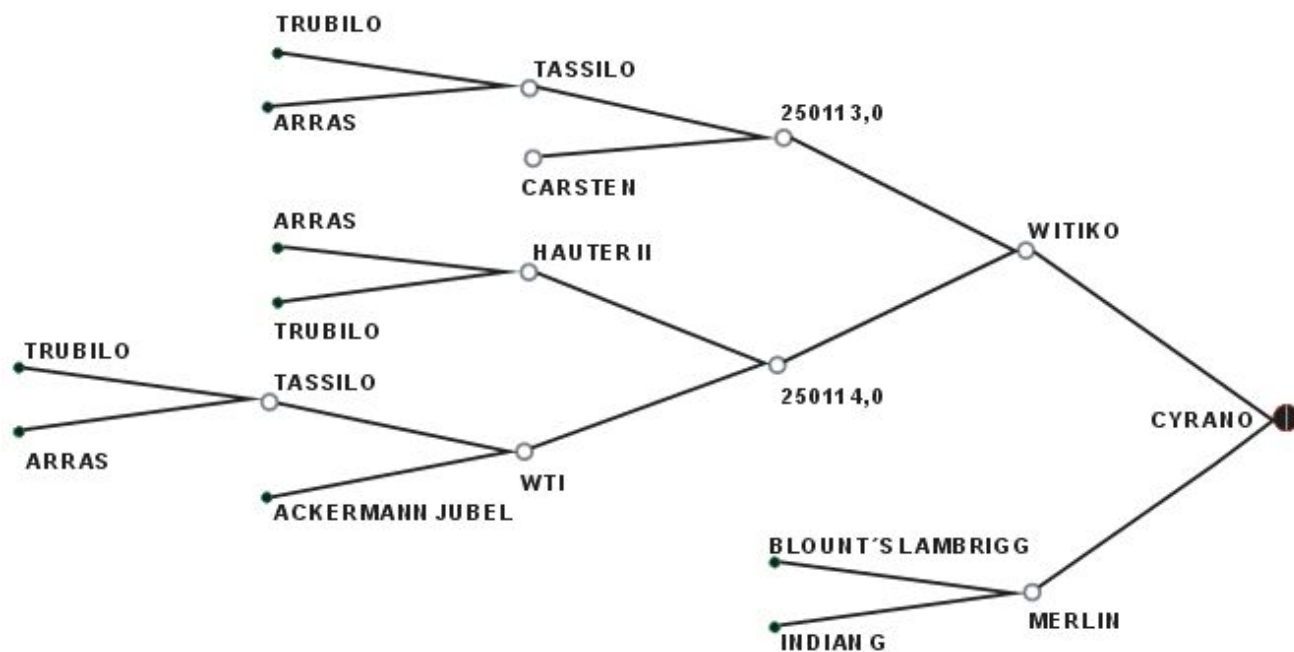 TRUBILO
TASSILO
ARRAS
250113,0
CARSTEN
ARRAS
WITIKO
HAUTER II
TRUBILO
TRUBILO
TASSILO
250114,0
CYRANO
ARRAS
WTI
ACKERMANN JUBEL
BLOUNT´S LAMBRIGG
MERLIN
INDIAN G